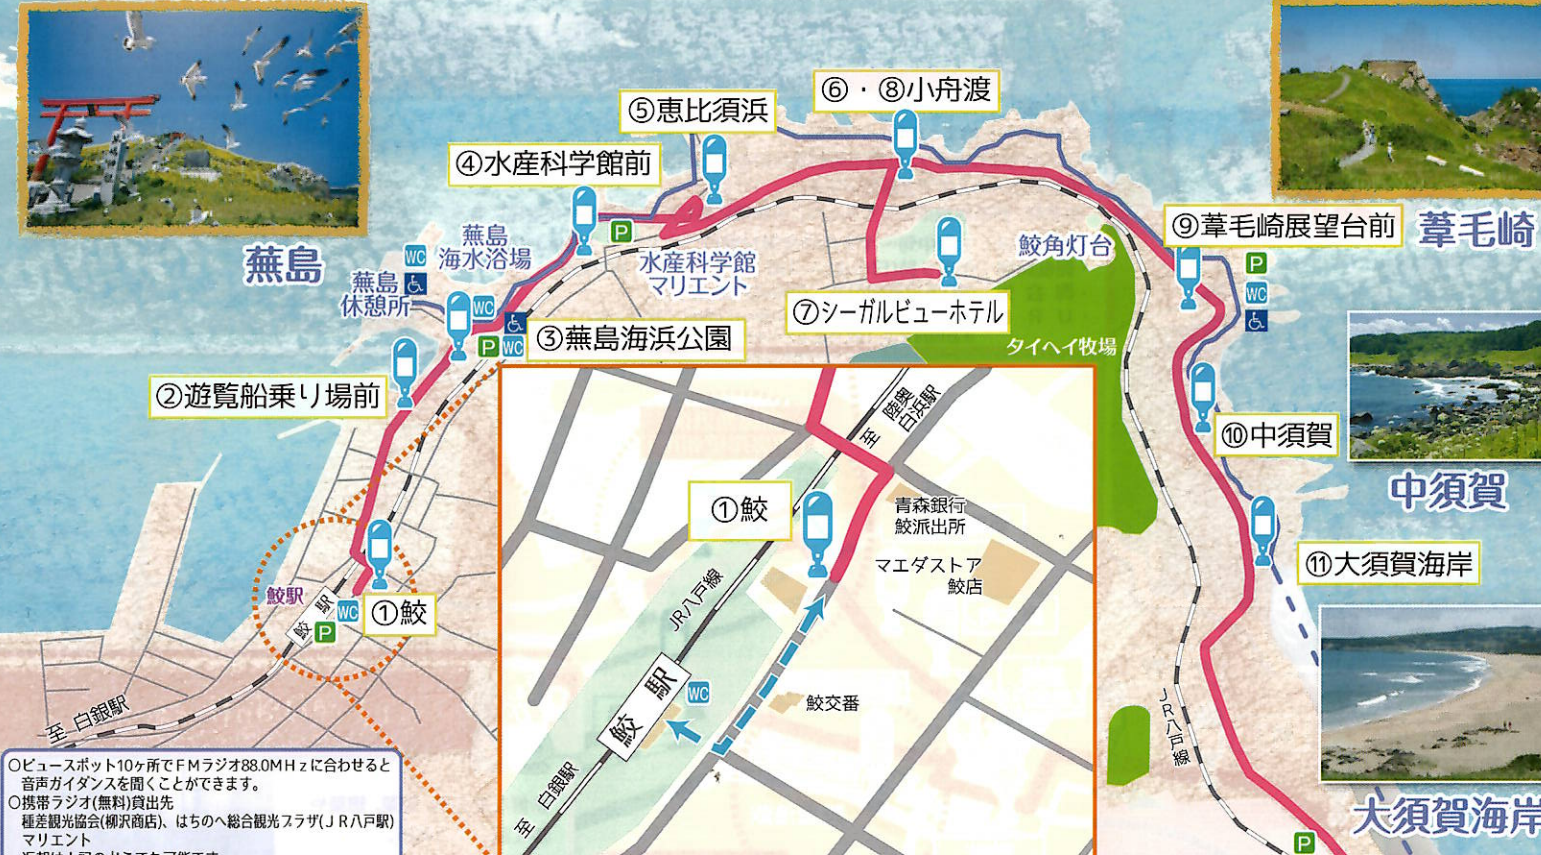 ⑥・⑧小舟渡
⑤恵比須浜
④水産科学館前
蕪島
WC
蕪島
海水浴場
蕪島
休憩所
P
水産科学館
マリエント
鮫角灯台
⑨葦毛崎展望台前
葦毛崎
P
WC
⑦シーガルビューホテル
タイヘイ牧場
WC
P
WC
③蕪島海浜公園
②遊覧船乗り場前
⑩中須賀
中須賀
⑪大須賀海岸
大須賀海岸
JR八戸線
P
鮫駅
鮫駅
WC
P
①鮫
至 白銀駅
至 陸奥
白浜駅
①鮫
青森銀行
鮫派出所
マエダストア
鮫店
JR八戸線
鮫駅
WC
鮫交番
至 白銀駅
○ビュースポット10ヶ所でFMラジオ88.0MHzに合わせると
音声ガイダンスを聞くことができます。
○携帯ラジオ(無料)貸出先
種差観光協会(柳沢商店)、はちのへ総合観光プラザ(JR八戸駅)
マリエント